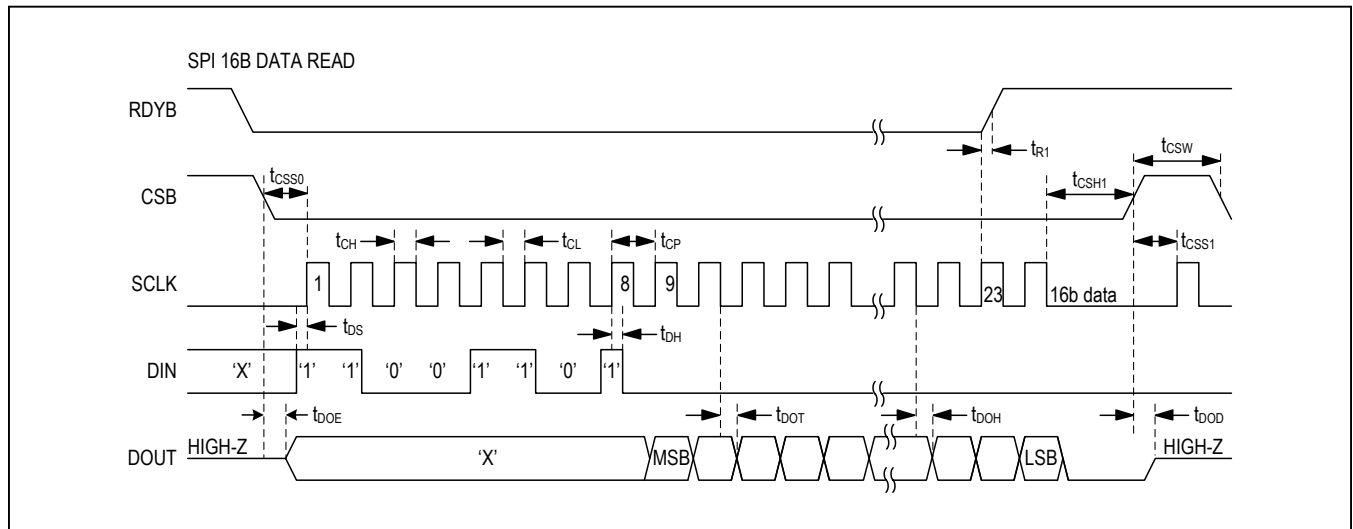 SPI 16B DATA READ
RDYB
tR1
tCSW
CSB
tCSS0
tCSH1
tCH
tCL
tCP
tCSS1
SCLK
1
8
9
23
16b data
tDS
tDH
DIN
‘X’
‘1’
‘1’
‘0’
‘0’
‘1’
‘1’
‘0’
‘1’
tDOE
tDOT
tDOH
tDOD
DOUT
HIGH-Z
‘X’
MSB
LSB
HIGH-Z